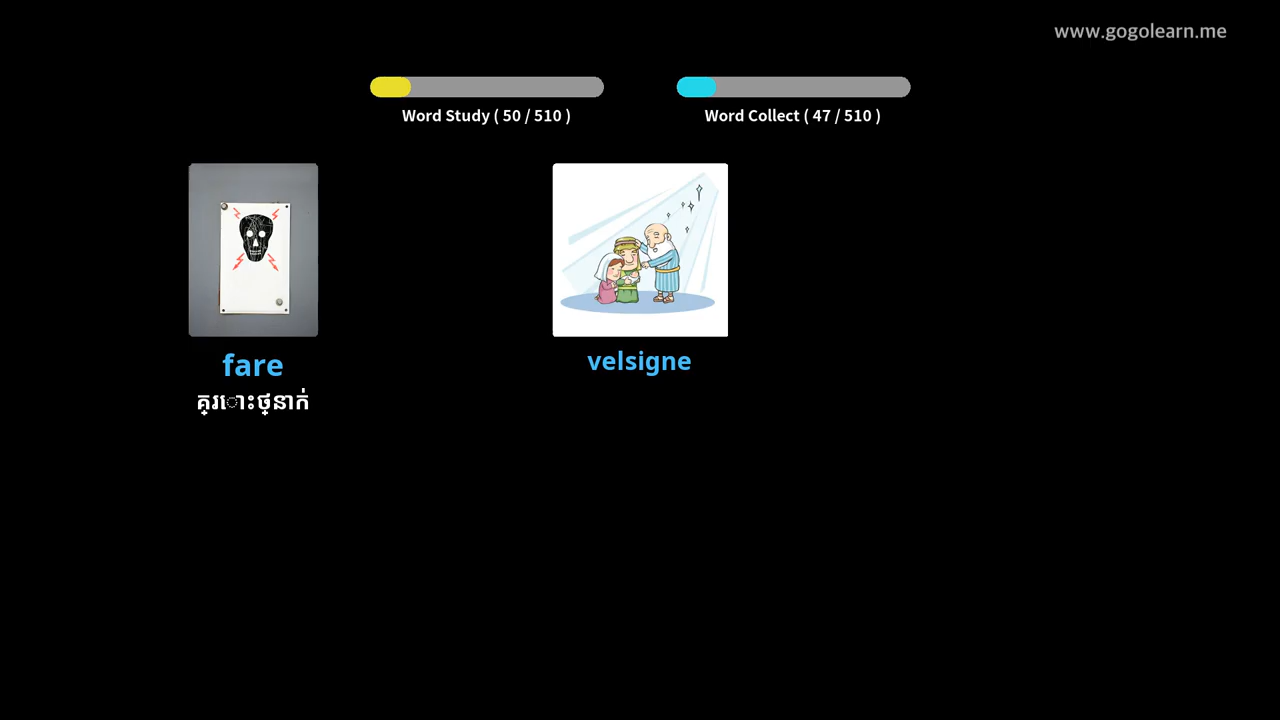 www.gogolearn.me
Word Study ( 50 / 510 )
Word Collect ( 47 / 510 )
fare
គ្រោះថ្នាក់
velsigne